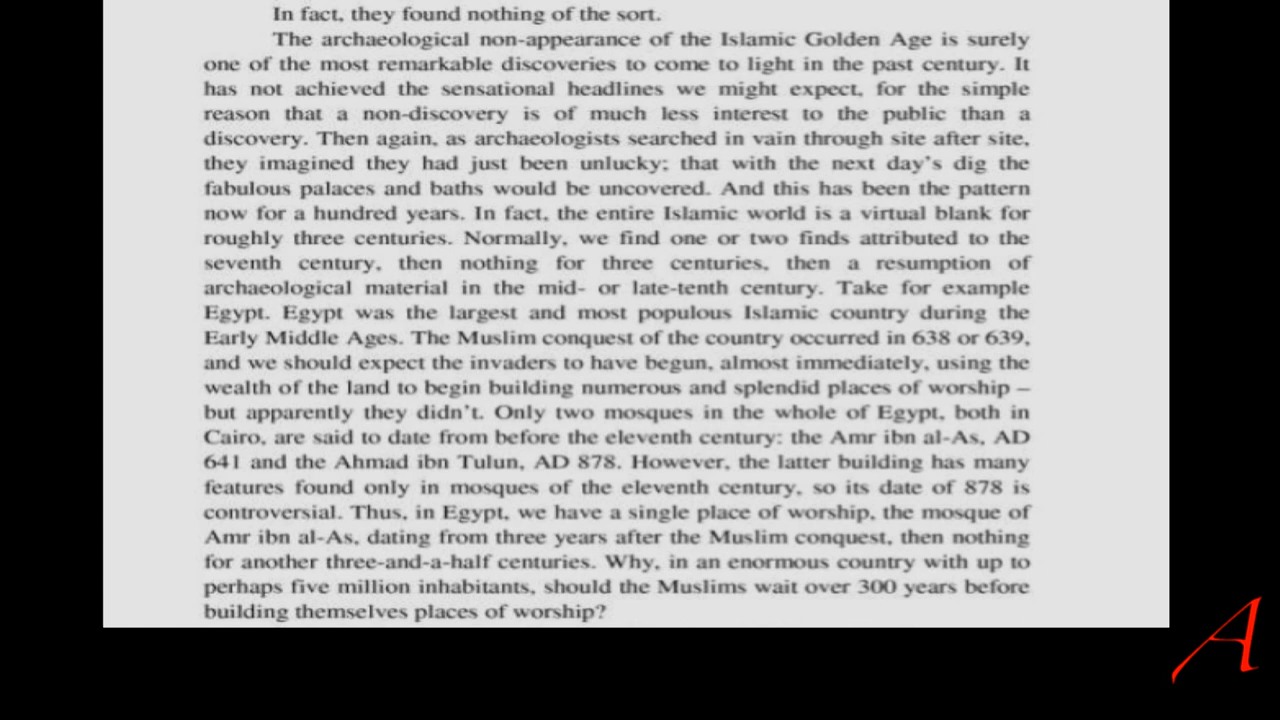 In fact, they found nothing of the sort.
The archaeological non-appearance of the Islamic Golden Age is surely
one of the most remarkable discoveries to come to light in the past century. It
has not achieved the sensational headlines we might expect, for the simple
reason that a non-discovery is of much less interest to the public than a
discovery. Then again, as archaeologists searched in vain through site after site,
they imagined they had just been unlucky; that with the next day's dig the
fabulous palaces and baths would be uncovered. And this has been the pattern
now for a hundred years. In fact, the entire Islamic world is a virtual blank for
roughly three centuries. Normally, we find one or two finds attributed to the
seventh century, then nothing for three centuries, then a resumption of
archaeological material in the mid- or late-tenth century. Take for example
Egypt. Egypt was the largest and most populous Islamic country during the
Early Middle Ages. The Muslim conquest of the country occurred in 638 or 639,
and we should expect the invaders to have begun, almost immediately, using the
wealth of the land to begin building numerous and splendid places of worship –
but apparently they didn't. Only two mosques in the whole of Egypt, both in
Cairo, are said to date from before the eleventh century: the Amr ibn al-As, AD
641 and the Ahmad ibn Tulun, AD 878. However, the latter building has many
features found only in mosques of the eleventh century, so its date of 878 is
controversial. Thus, in Egypt, we have a single place of worship, the mosque of
Amr ibn al-As, dating from three years after the Muslim conquest, then nothing
for another three-and-a-half centuries. Why, in an enormous country with up to
perhaps five million inhabitants, should the Muslims wait over 300 years before
building themselves places of worship?
A